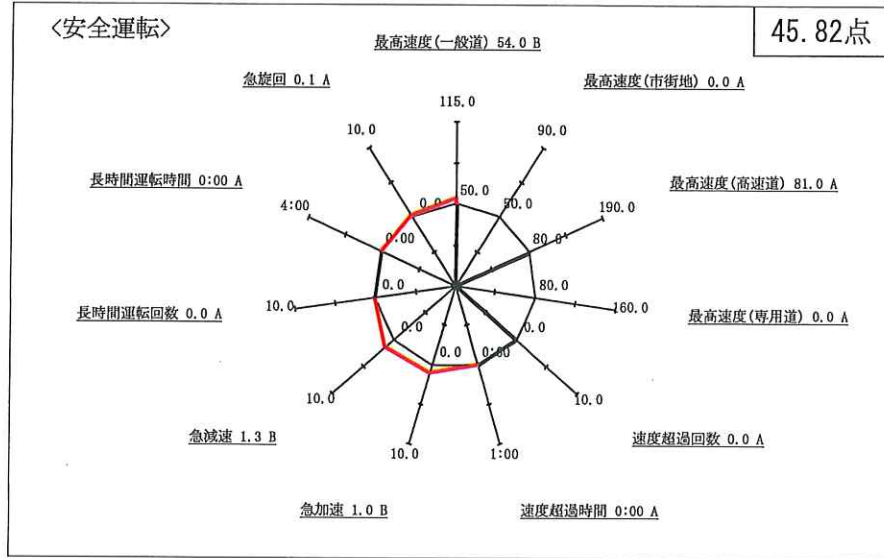 <安全運転>
45.82点
最高速度(一般道) 54.0 B
急旋回 0.1 A
最高速度(市街地) 0.0 A
115.0
10.0
90.0
長時間運転時間 0:00 A
最高速度(高速道) 81.0 A
4:00
190.0
50.0
0.0
50.0
0:00
80.0
長時間運転回数 0.0 A
10.0
0.0
80.0
160.0
最高速度(専用道) 0.0 A
0.0
0.0
0.0
0:00
10.0
10.0
急減速 1.3 B
速度超過回数 0.0 A
10.0
1:00
急加速 1.0 B
速度超過時間 0:00 A